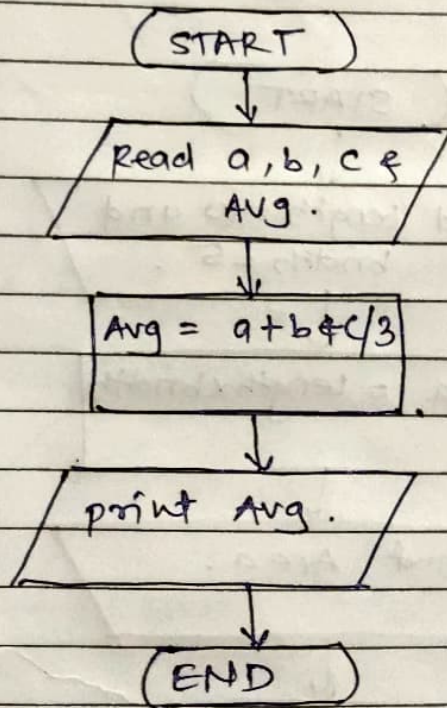 START
Read a, b, c &
Avg.
Avg = a+b+c/3
print Avg.
END